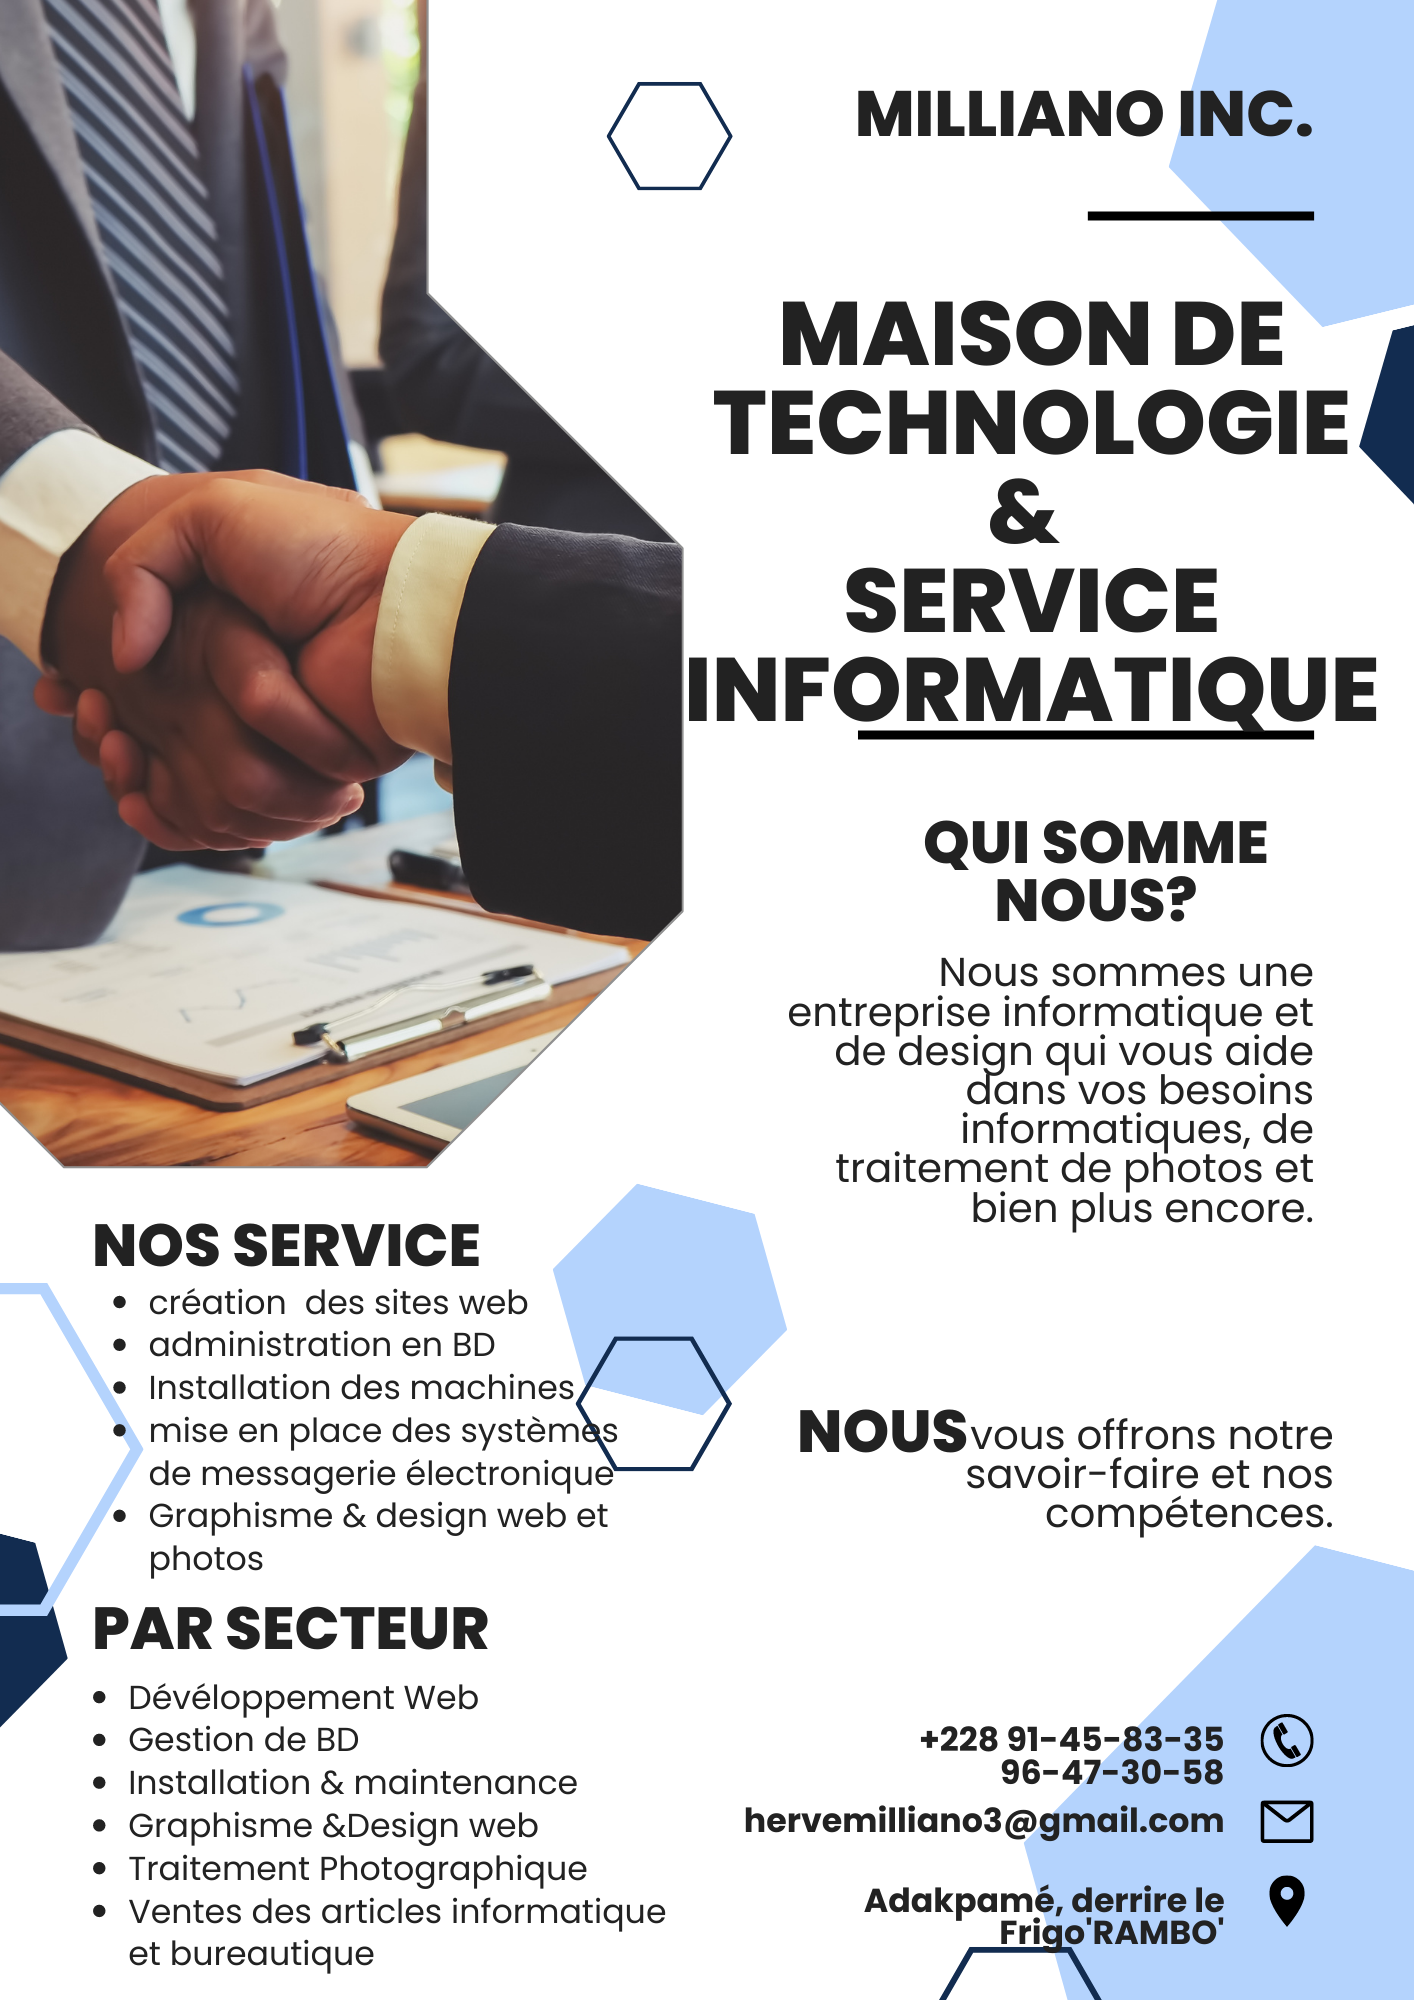 MILLIANO INC.
MAISON DE
TECHNOLOGIE
&
SERVICE
INFORMATIQUE
QUI SOMME
NOUS?
Nous sommes une
entreprise informatique et
de design qui vous aide
dans vos besoins
informatiques, de
traitement de photos et
bien plus encore.
NOS SERVICE
• création  des sites web
• administration en BD
• Installation des machines
• mise en place des systèmes
de messagerie électronique
• Graphisme & design web et
photos
NOUS vous offrons notre
savoir-faire et nos
compétences.
PAR SECTEUR
• Dévéloppement Web
• Gestion de BD
• Installation & maintenance
• Graphisme &Design web
• Traitement Photographique
• Ventes des articles informatique
et bureautique
+228 91-45-83-35
96-47-30-58
hervemilliano3@gmail.com
Adakpamé, derrire le
Frigo'RAMBO'